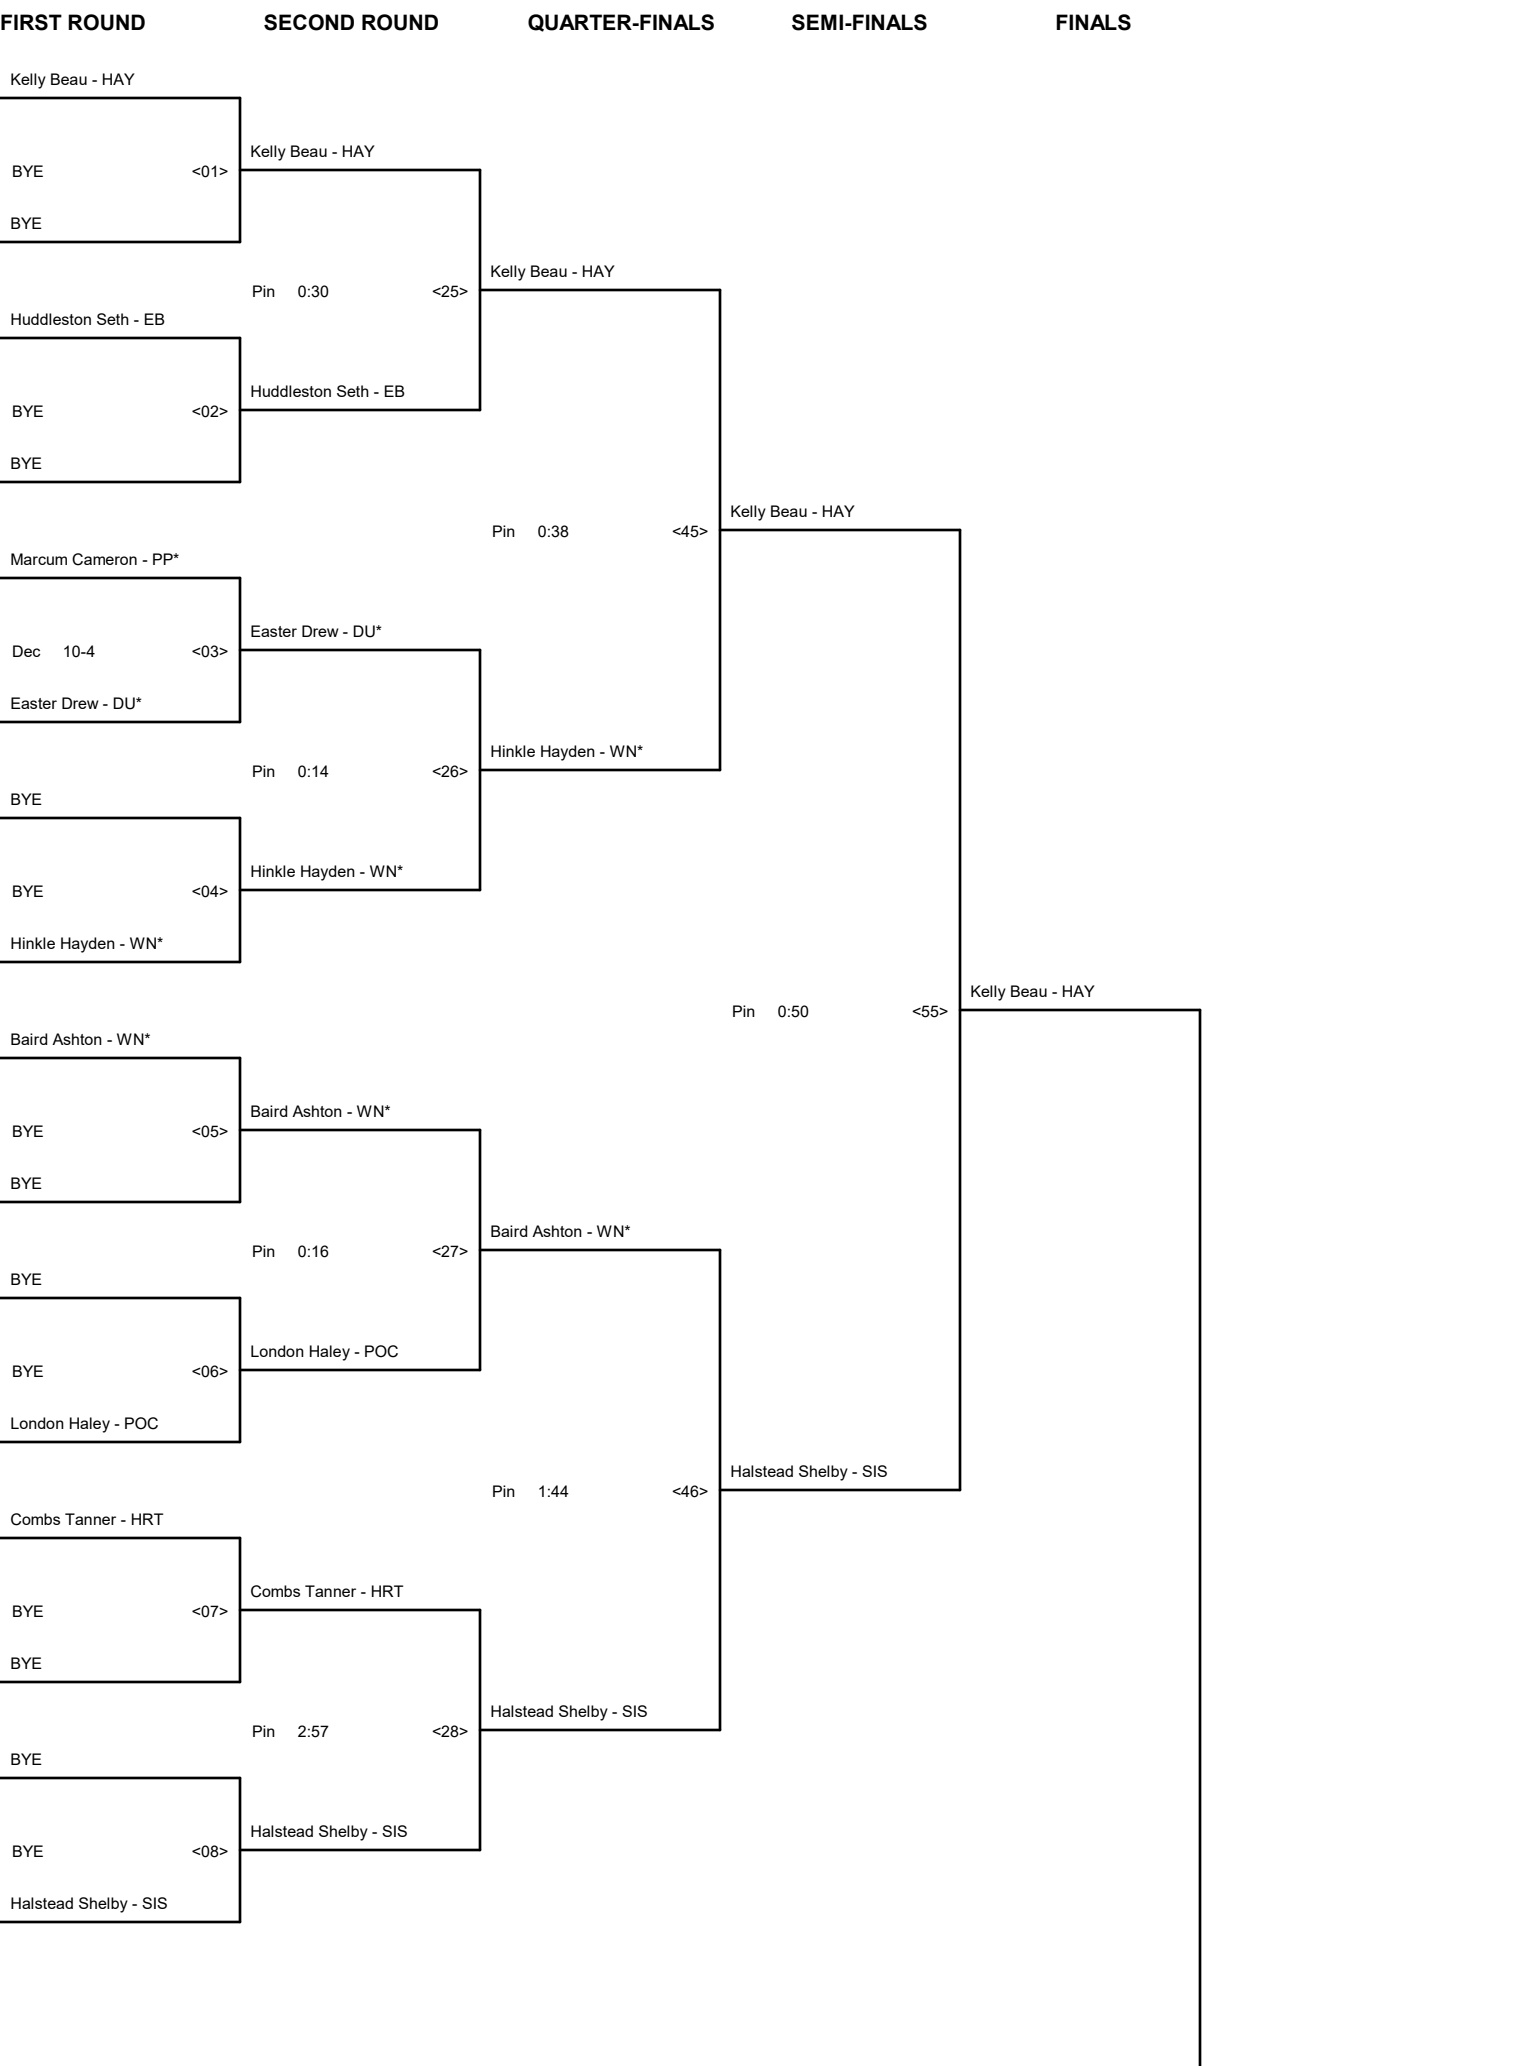 FIRST ROUND SECOND ROUND QUARTER-FINALS SEMI-FINALS FINALS
Kelly Beau - HAY
Kelly Beau - HAY
BYE <01>
BYE
Kelly Beau - HAY
Pin 0:30 <25>
Huddleston Seth - EB
Huddleston Seth - EB
BYE <02>
BYE
Kelly Beau - HAY
Pin 0:38 <45>
Marcum Cameron - PP*
Easter Drew - DU*
Dec 10-4 <03>
Easter Drew - DU*
Hinkle Hayden - WN*
Pin 0:14 <26>
BYE
Hinkle Hayden - WN*
BYE <04>
Hinkle Hayden - WN*
Kelly Beau - HAY
Pin 0:50 <55>
Baird Ashton - WN*
Baird Ashton - WN*
BYE <05>
BYE
Baird Ashton - WN*
Pin 0:16 <27>
BYE
London Haley - POC
BYE <06>
London Haley - POC
Halstead Shelby - SIS
Pin 1:44 <46>
Combs Tanner - HRT
Combs Tanner - HRT
BYE <07>
BYE
Halstead Shelby - SIS
Pin 2:57 <28>
BYE
Halstead Shelby - SIS
BYE <08>
Halstead Shelby - SIS